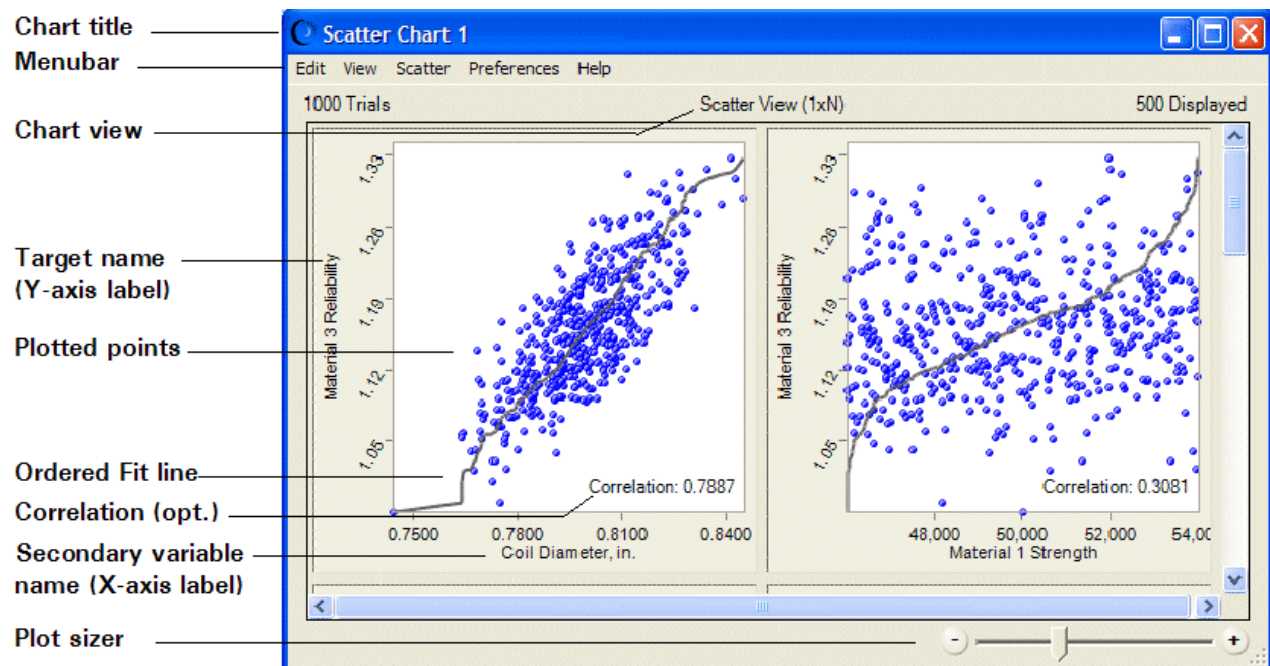 Chart title
Menubar
Chart view
Target name
(Y-axis label)
Plotted points
Ordered Fit line
Correlation (opt.)
Secondary variable
name (X-axis label)
Plot sizer
Scatter Chart 1
Edit View Scatter Preferences Help
1000 Trials Scatter View (1xN) 500 Displayed
Material 3 Reliability
1.33
1.28
1.19
1.12
1.05
Correlation: 0.7887
0.7500 0.7800 0.8100 0.8400
Coil Diameter, in.
Material 3 Reliability
1.33
1.28
1.19
1.12
1.05
Correlation: 0.3081
48,000 50,000 52,000 54,00
Material 1 Strength